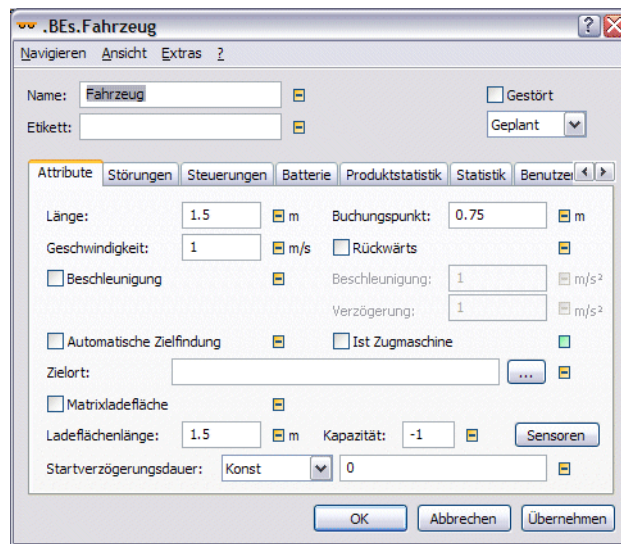 .BEs.Fahrzeug
Navigieren Ansicht Extras ?
Name: Fahrzeug Gestört
Etikett: Geplant
Attribute Störungen Steuerungen Batterie Produktstatistik Statistik
Länge: 1.5 m Buchungspunkt: 0.75 m
Geschwindigkeit: 1 m/s Rückwärts
Beschleunigung Beschleunigung: 1 m/s²
Verzögerung: 1 m/s²
Automatische Zielfindung Ist Zugmaschine
Zielort: ...
Matrixladefläche
Ladeflächenlänge: 1.5 m Kapazität: -1 Sensoren
Startverzögerungsdauer: Konst 0
OK Abbrechen Übernehmen